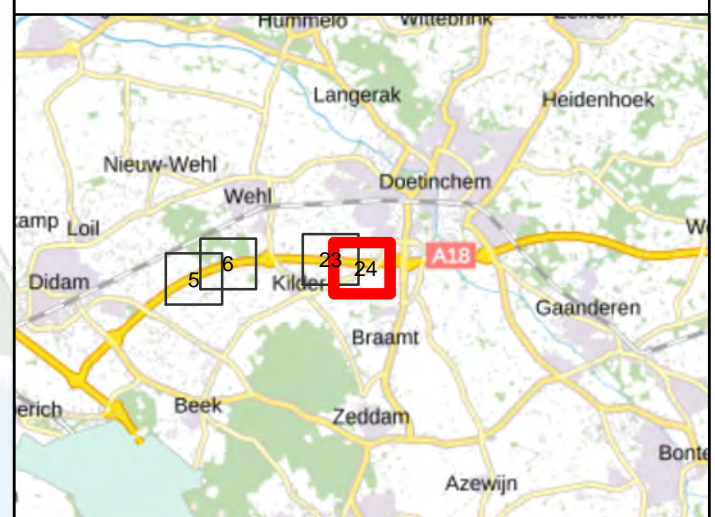 Hummelo
Wittebrink
Langerak
Heidenhoek
Nieuw-Wehl
Doetinchem
Wehl
Loil
A18
23
6
24
5
Didam
Kilder
Gaanderen
Braamt
Beek
Zeddam
Azewijn